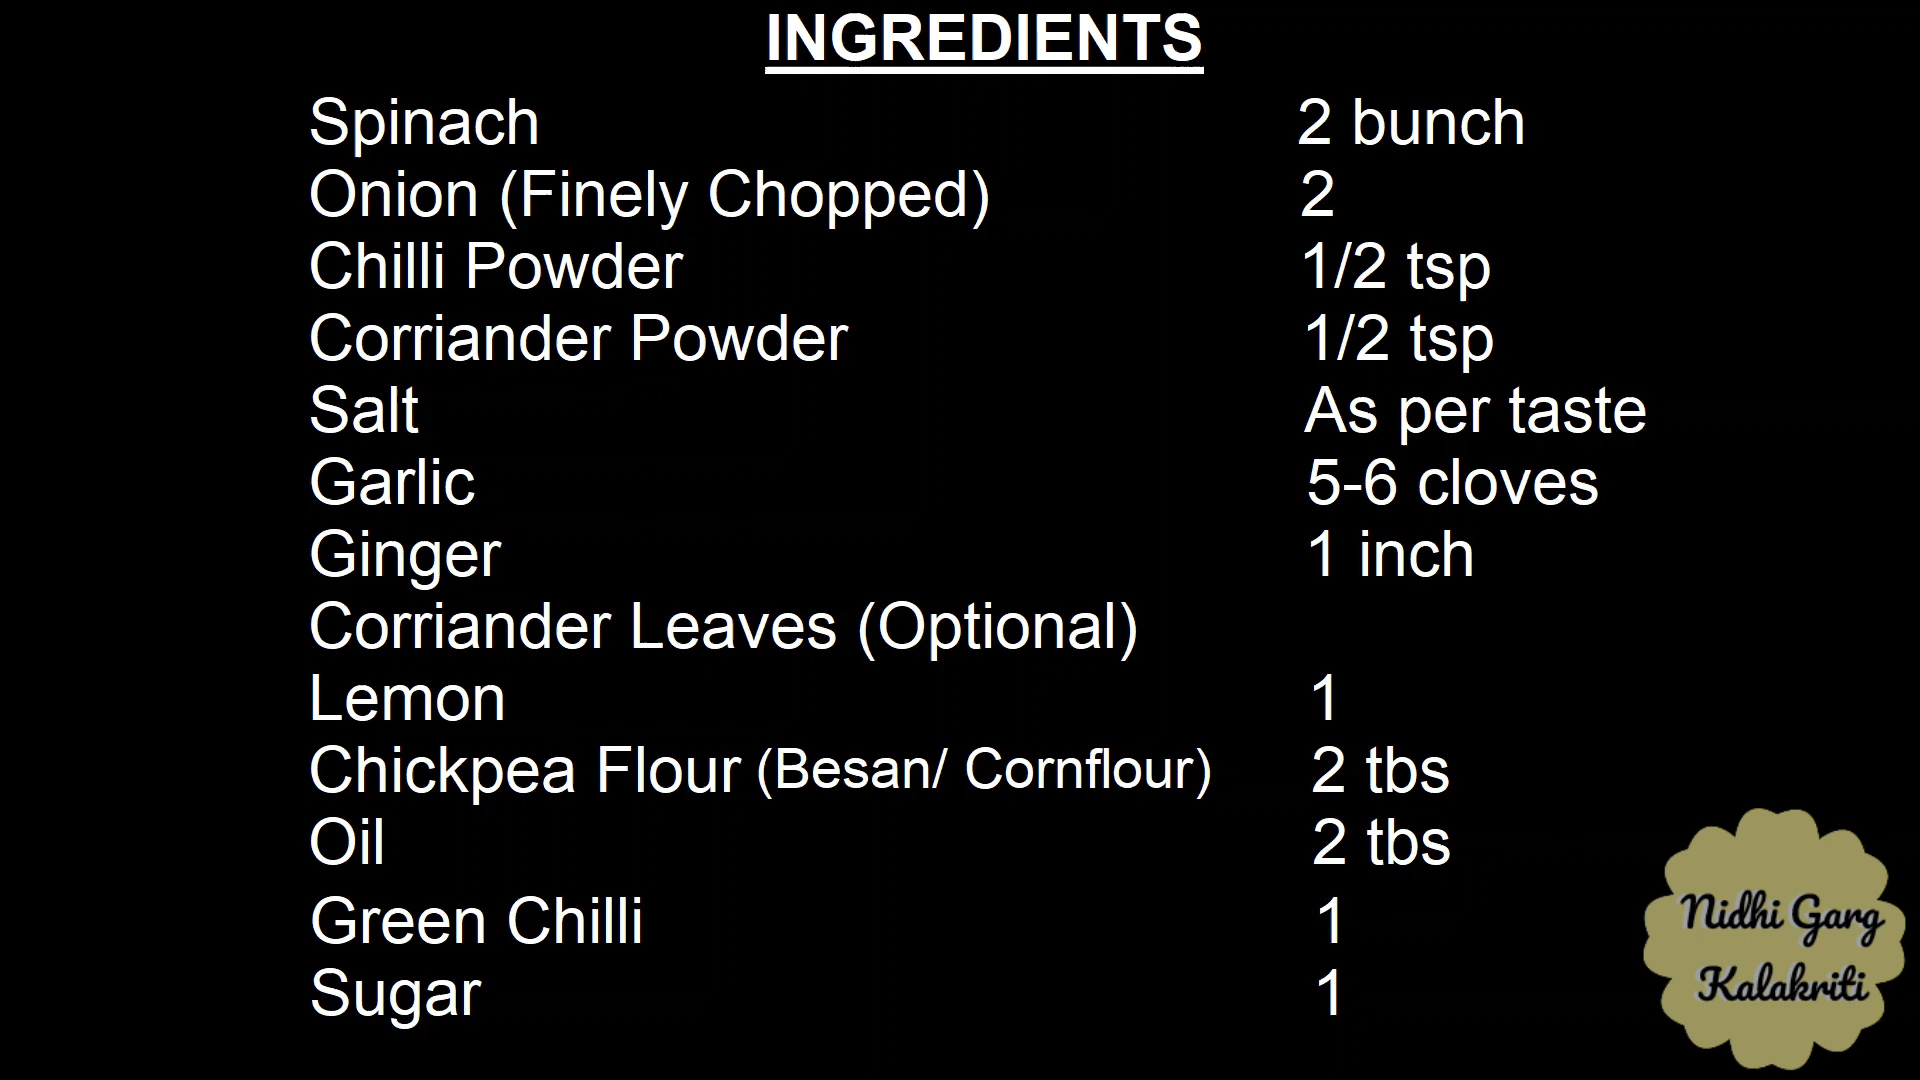 INGREDIENTS
Spinach 2 bunch
Onion (Finely Chopped) 2
Chilli Powder 1/2 tsp
Corriander Powder 1/2 tsp
Salt As per taste
Garlic 5-6 cloves
Ginger 1 inch
Corriander Leaves (Optional)
Lemon 1
Chickpea Flour (Besan/ Cornflour) 2 tbs
Oil 2 tbs
Green Chilli 1
Sugar 1
Nidhi Garg
Kalakriti